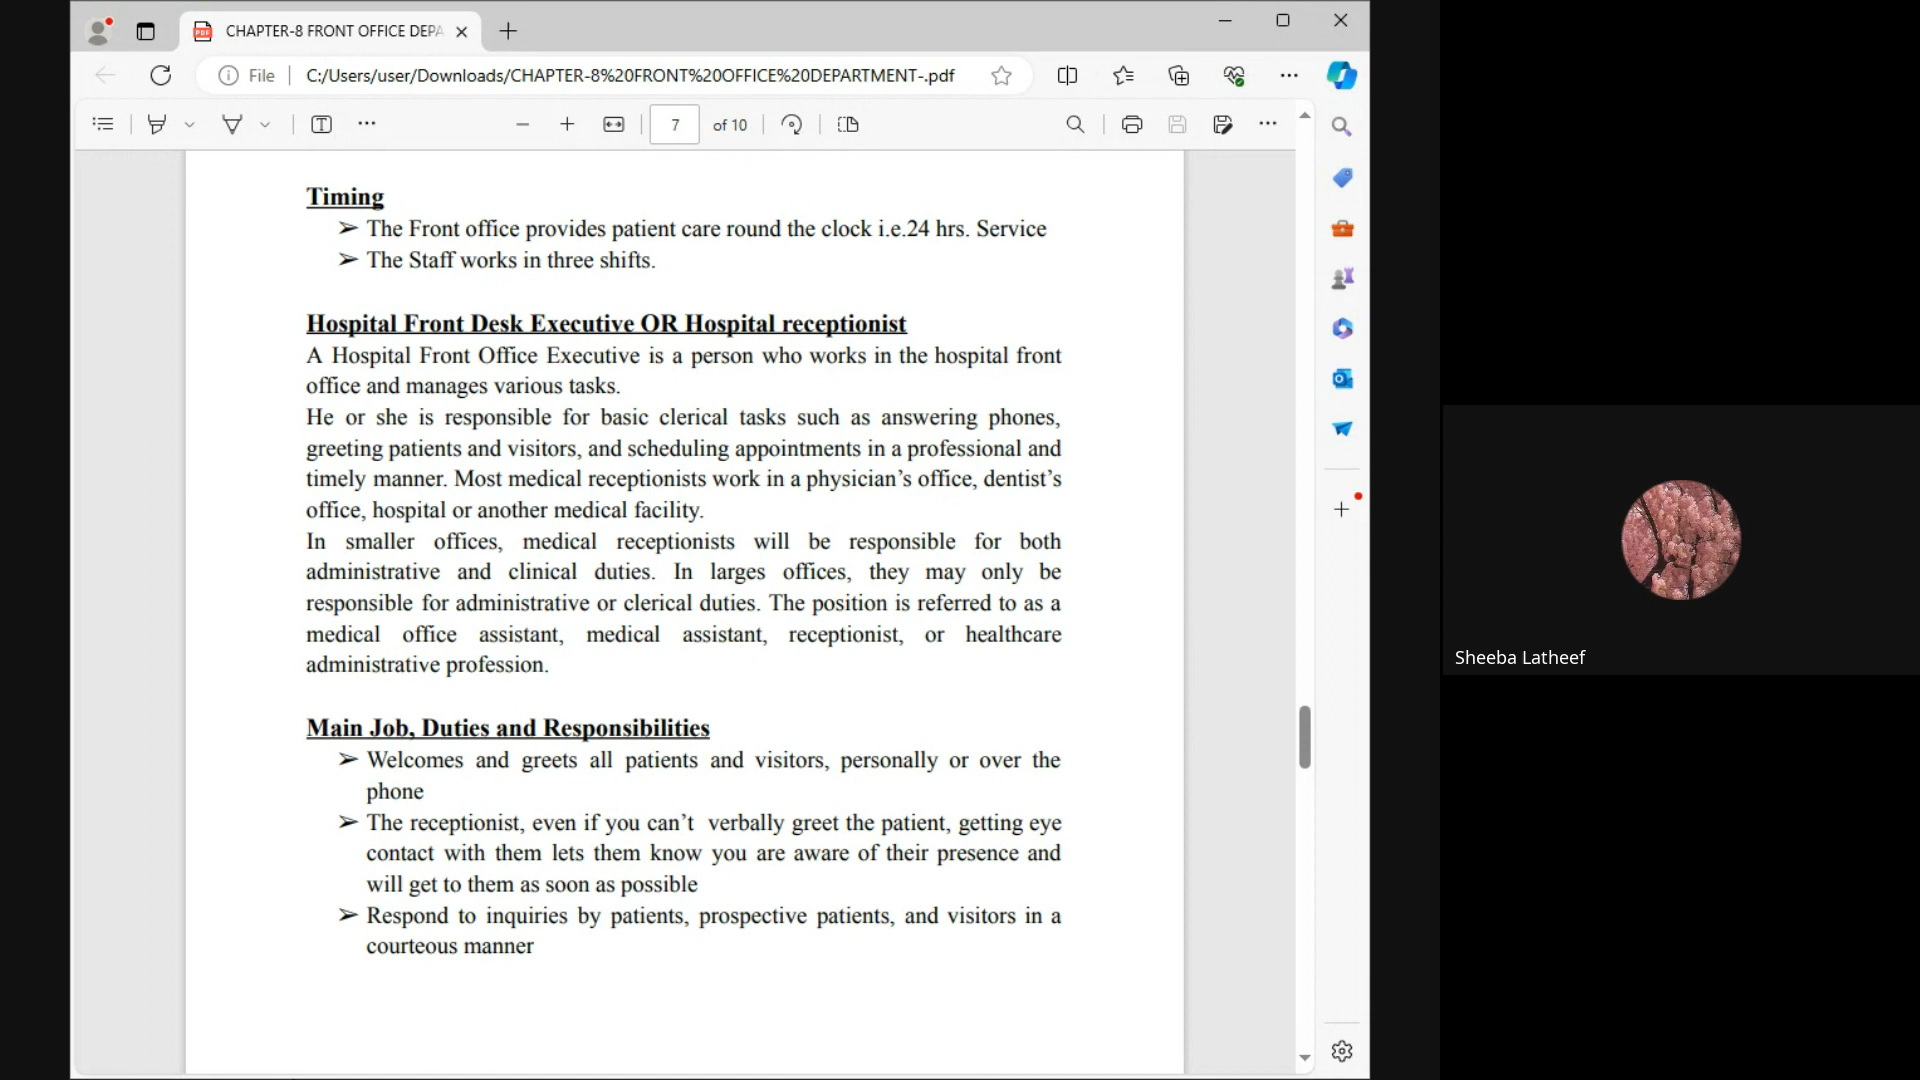 CHAPTER-8 FRONT OFFICE DEPA
File
C:/Users/user/Downloads/CHAPTER-8%20FRONT%20OFFICE%20DEPARTMENT-.pdf
7 of 10
Timing
➢ The Front office provides patient care round the clock i.e.24 hrs. Service
➢ The Staff works in three shifts.
Hospital Front Desk Executive OR Hospital receptionist
A Hospital Front Office Executive is a person who works in the hospital front
office and manages various tasks.
He or she is responsible for basic clerical tasks such as answering phones,
greeting patients and visitors, and scheduling appointments in a professional and
timely manner. Most medical receptionists work in a physician’s office, dentist’s
office, hospital or another medical facility.
In smaller offices, medical receptionists will be responsible for both
administrative and clinical duties. In larges offices, they may only be
responsible for administrative or clerical duties. The position is referred to as a
medical office assistant, medical assistant, receptionist, or healthcare
administrative profession.
Main Job, Duties and Responsibilities
➢ Welcomes and greets all patients and visitors, personally or over the
phone
➢ The receptionist, even if you can’t verbally greet the patient, getting eye
contact with them lets them know you are aware of their presence and
will get to them as soon as possible
➢ Respond to inquiries by patients, prospective patients, and visitors in a
courteous manner
Sheeba Latheef